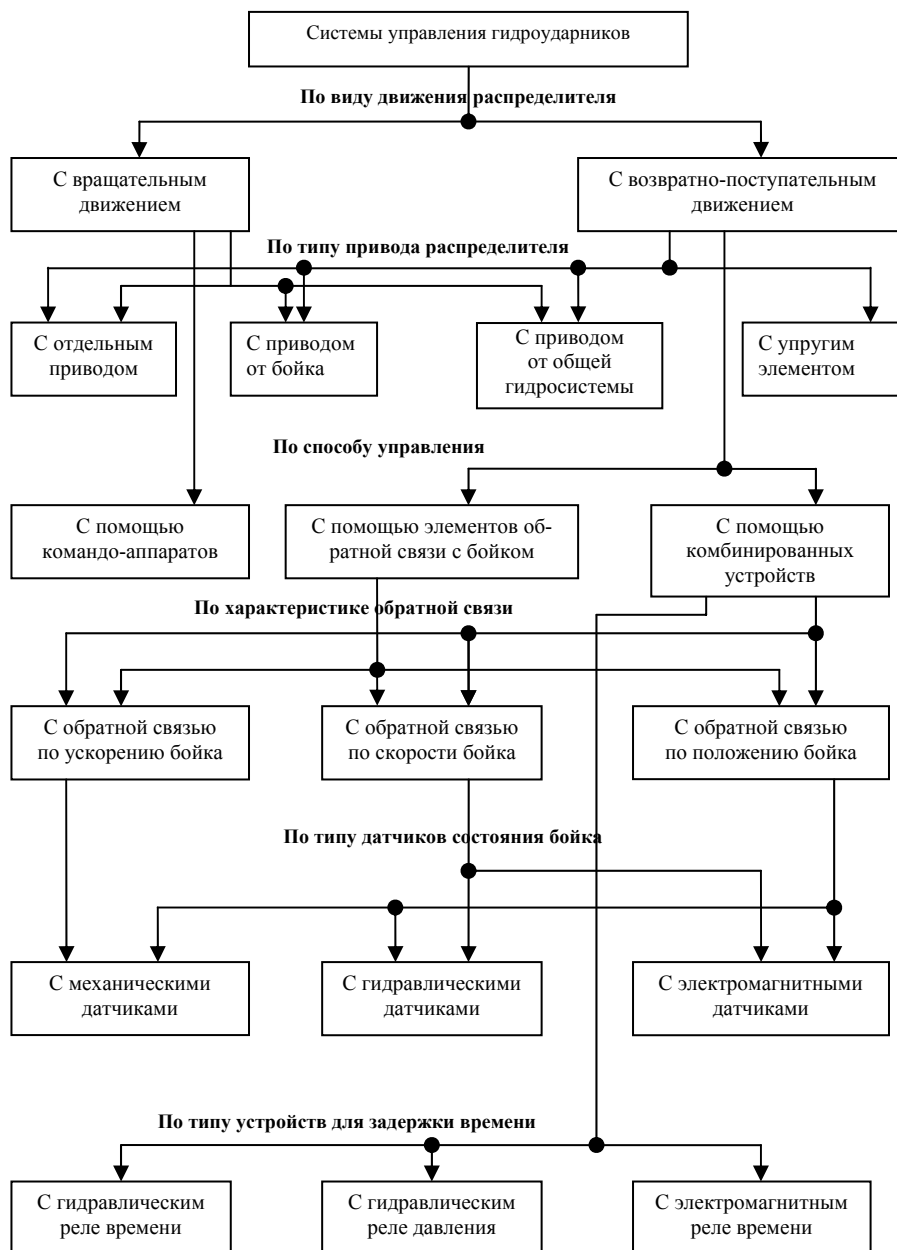 Системы управления гидроударников
По виду движения распределителя
С вращательным
движением
С возвратно-поступательным
движением
По типу привода распределителя
С отдельным
приводом
С приводом
от бойка
С приводом
от общей
гидросистемы
С упругим
элементом
По способу управления
С помощью
командо-аппаратов
С помощью элементов об-
ратной связи с бойком
С помощью
комбинированных
устройств
По характеристике обратной связи
С обратной связью
по ускорению бойка
С обратной связью
по скорости бойка
С обратной связью
по положению бойка
По типу датчиков состояния бойка
С механическими
датчиками
С гидравлическими
датчиками
С электромагнитными
датчиками
По типу устройств для задержки времени
С гидравлическим
реле времени
С гидравлическим
реле давления
С электромагнитным
реле времени